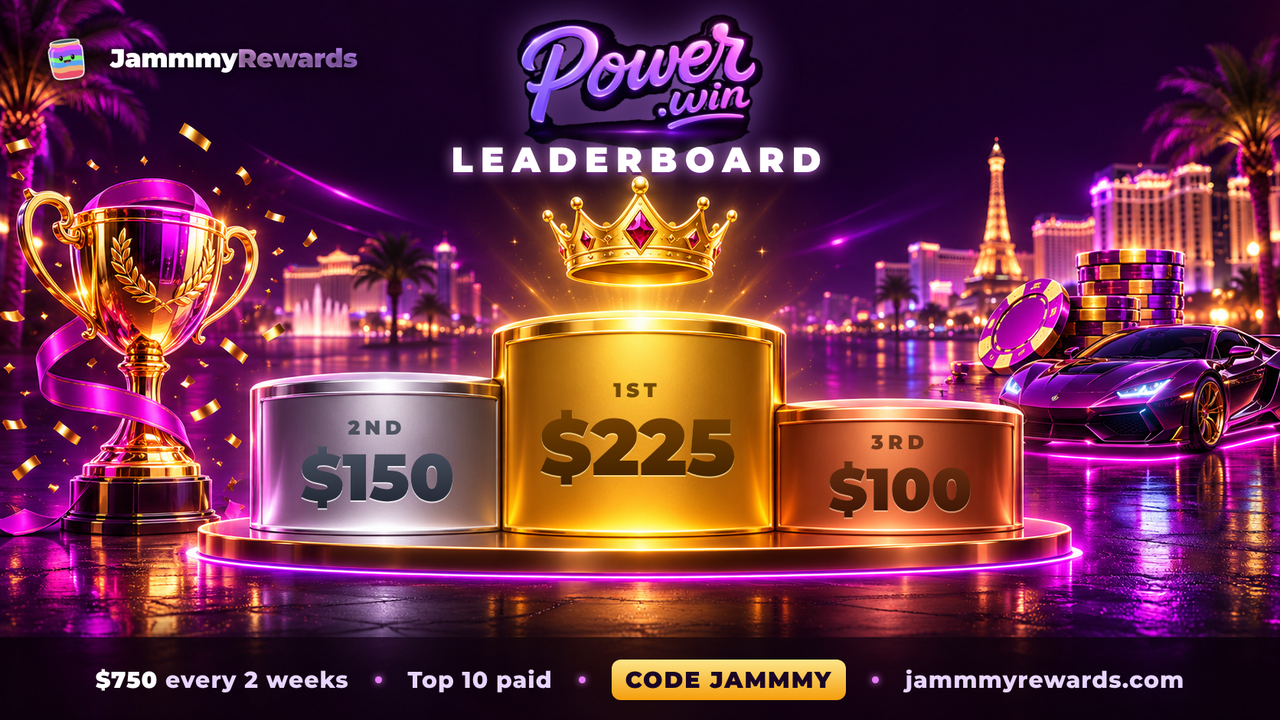 JammmyRewards
Power
.win
LEADERBOARD
1ST
$225
2ND
$150
3RD
$100
$750 every 2 weeks • Top 10 paid • CODE JAMMMY • jammmyrewards.com